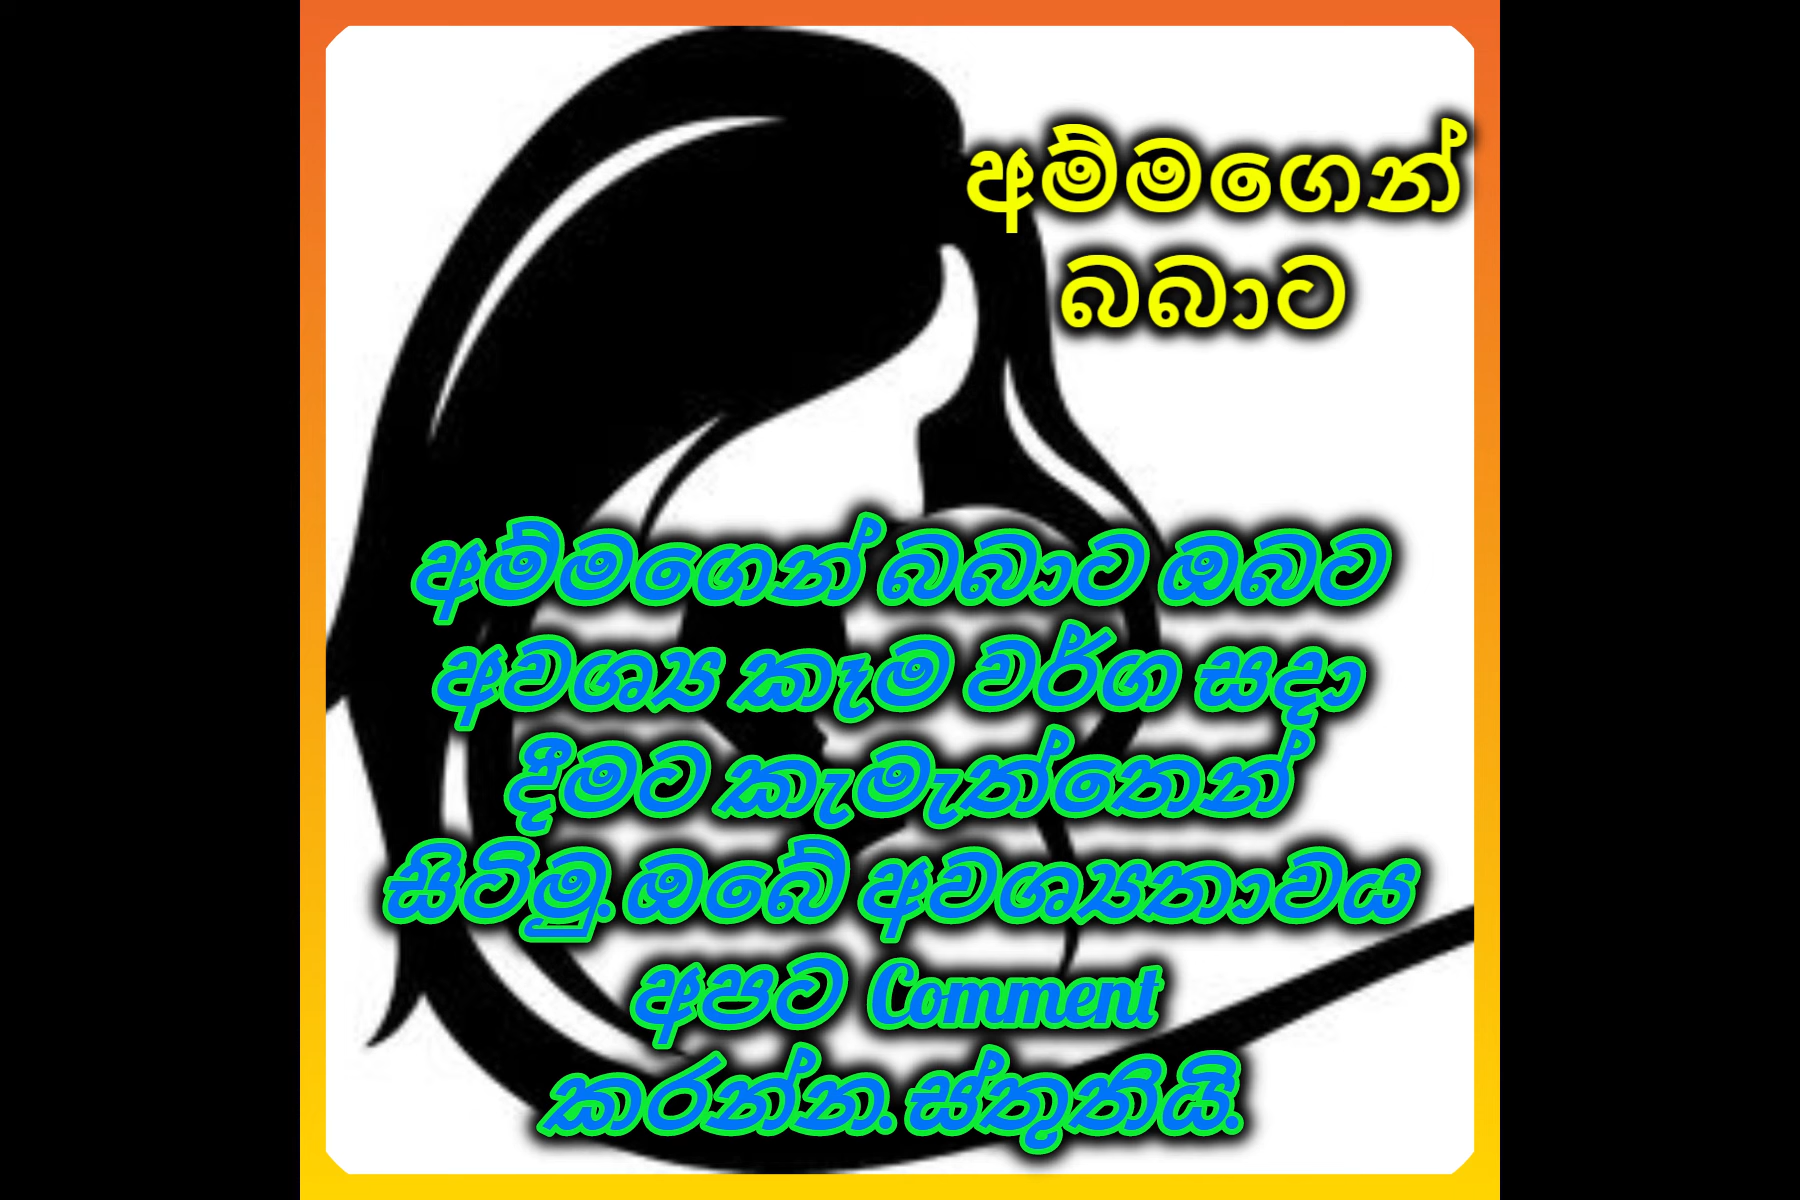 අම්මගෙන්
බබාට
අම්මගෙන් බබාට ඔබට
අවශ්‍ය කෑම වර්ග සදා
දීමට කැමැත්තෙන්
සිටිමු. ඔබේ අවශ්‍යතාවය
අපට Comment
කරන්න. ස්තූතියි.